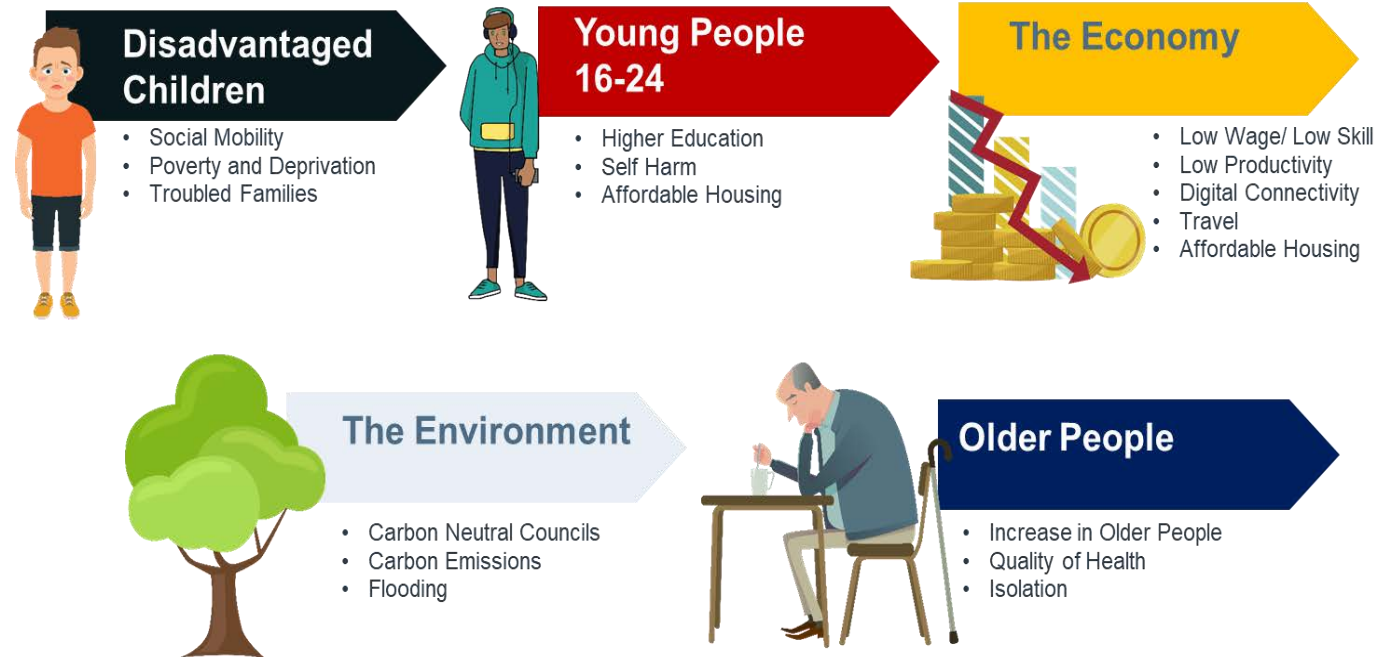 Disadvantaged
Children
• Social Mobility
• Poverty and Deprivation
• Troubled Families
Young People
16-24
• Higher Education
• Self Harm
• Affordable Housing
The Economy
• Low Wage/ Low Skill
• Low Productivity
• Digital Connectivity
• Travel
• Affordable Housing
The Environment
• Carbon Neutral Councils
• Carbon Emissions
• Flooding
Older People
• Increase in Older People
• Quality of Health
• Isolation